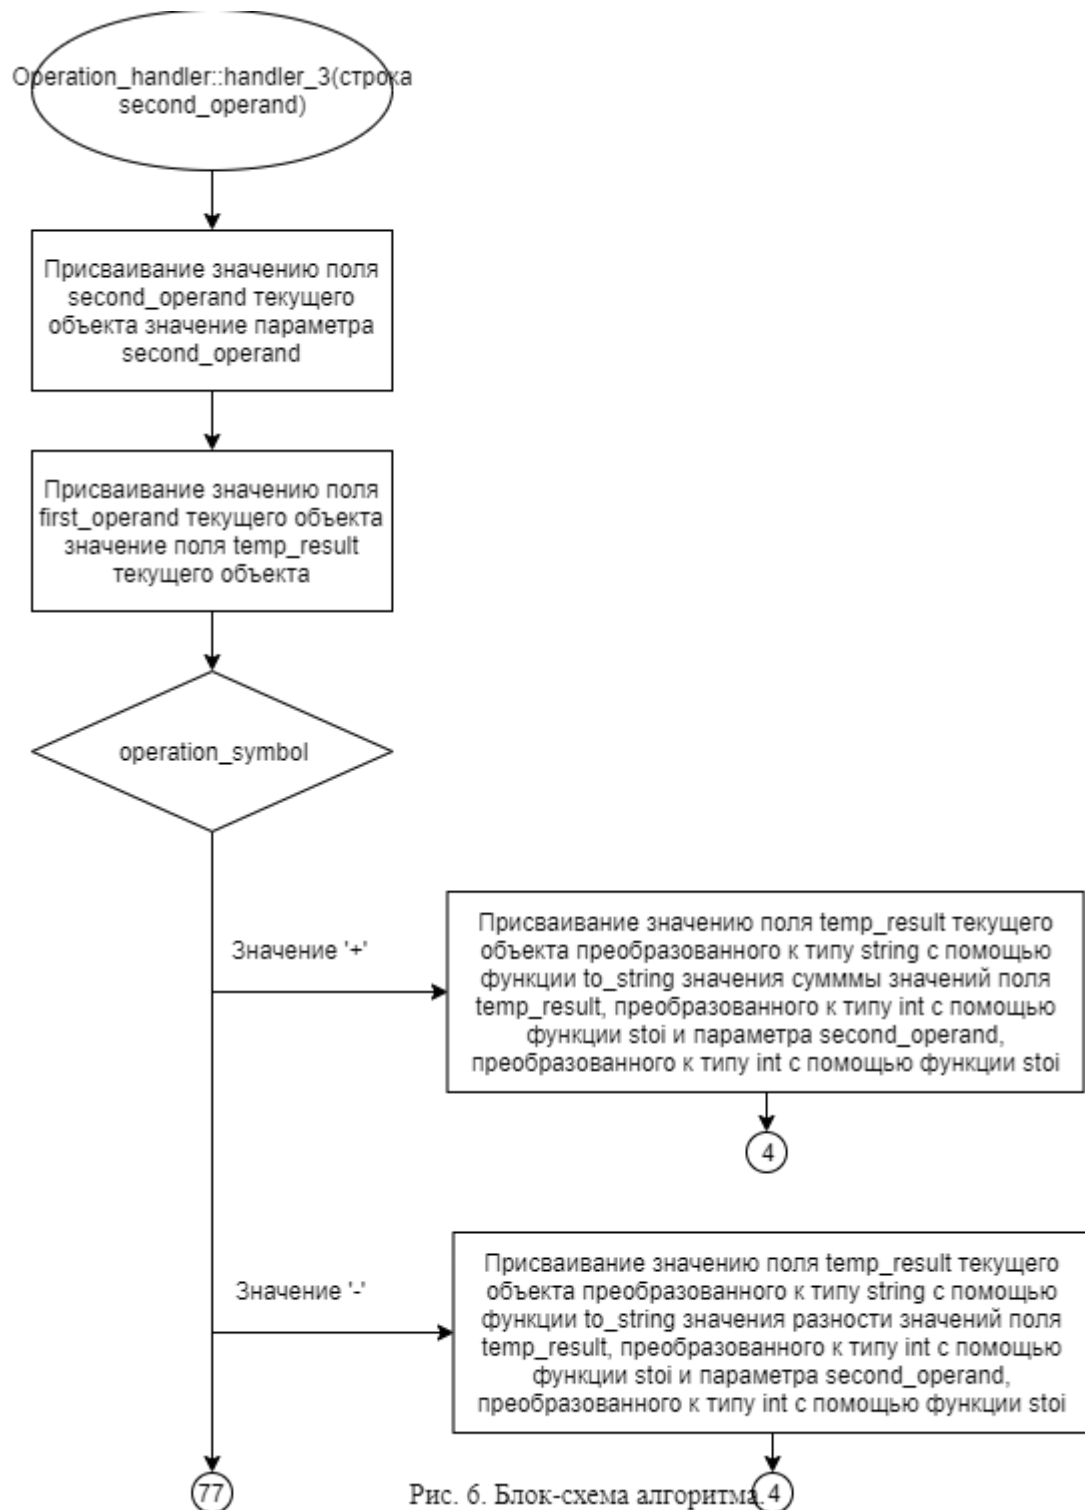 Operation_handler::handler_3(строка
second_operand)
Присваивание значению поля
second_operand текущего
объекта значение параметра
second_operand
Присваивание значению поля
first_operand текущего объекта
значение поля temp_result
текущего объекта
operation_symbol
Значение '+'
Присваивание значению поля temp_result текущего
объекта преобразованного к типу string с помощью
функции to_string значения сумммы значений поля
temp_result, преобразованного к типу int с помощью
функции stoi и параметра second_operand,
преобразованного к типу int с помощью функции stoi
4
Значение '-'
Присваивание значению поля temp_result текущего
объекта преобразованного к типу string с помощью
функции to_string значения разности значений поля
temp_result, преобразованного к типу int с помощью
функции stoi и параметра second_operand,
преобразованного к типу int с помощью функции stoi
77
Рис. 6. Блок-схема алгоритма.
4